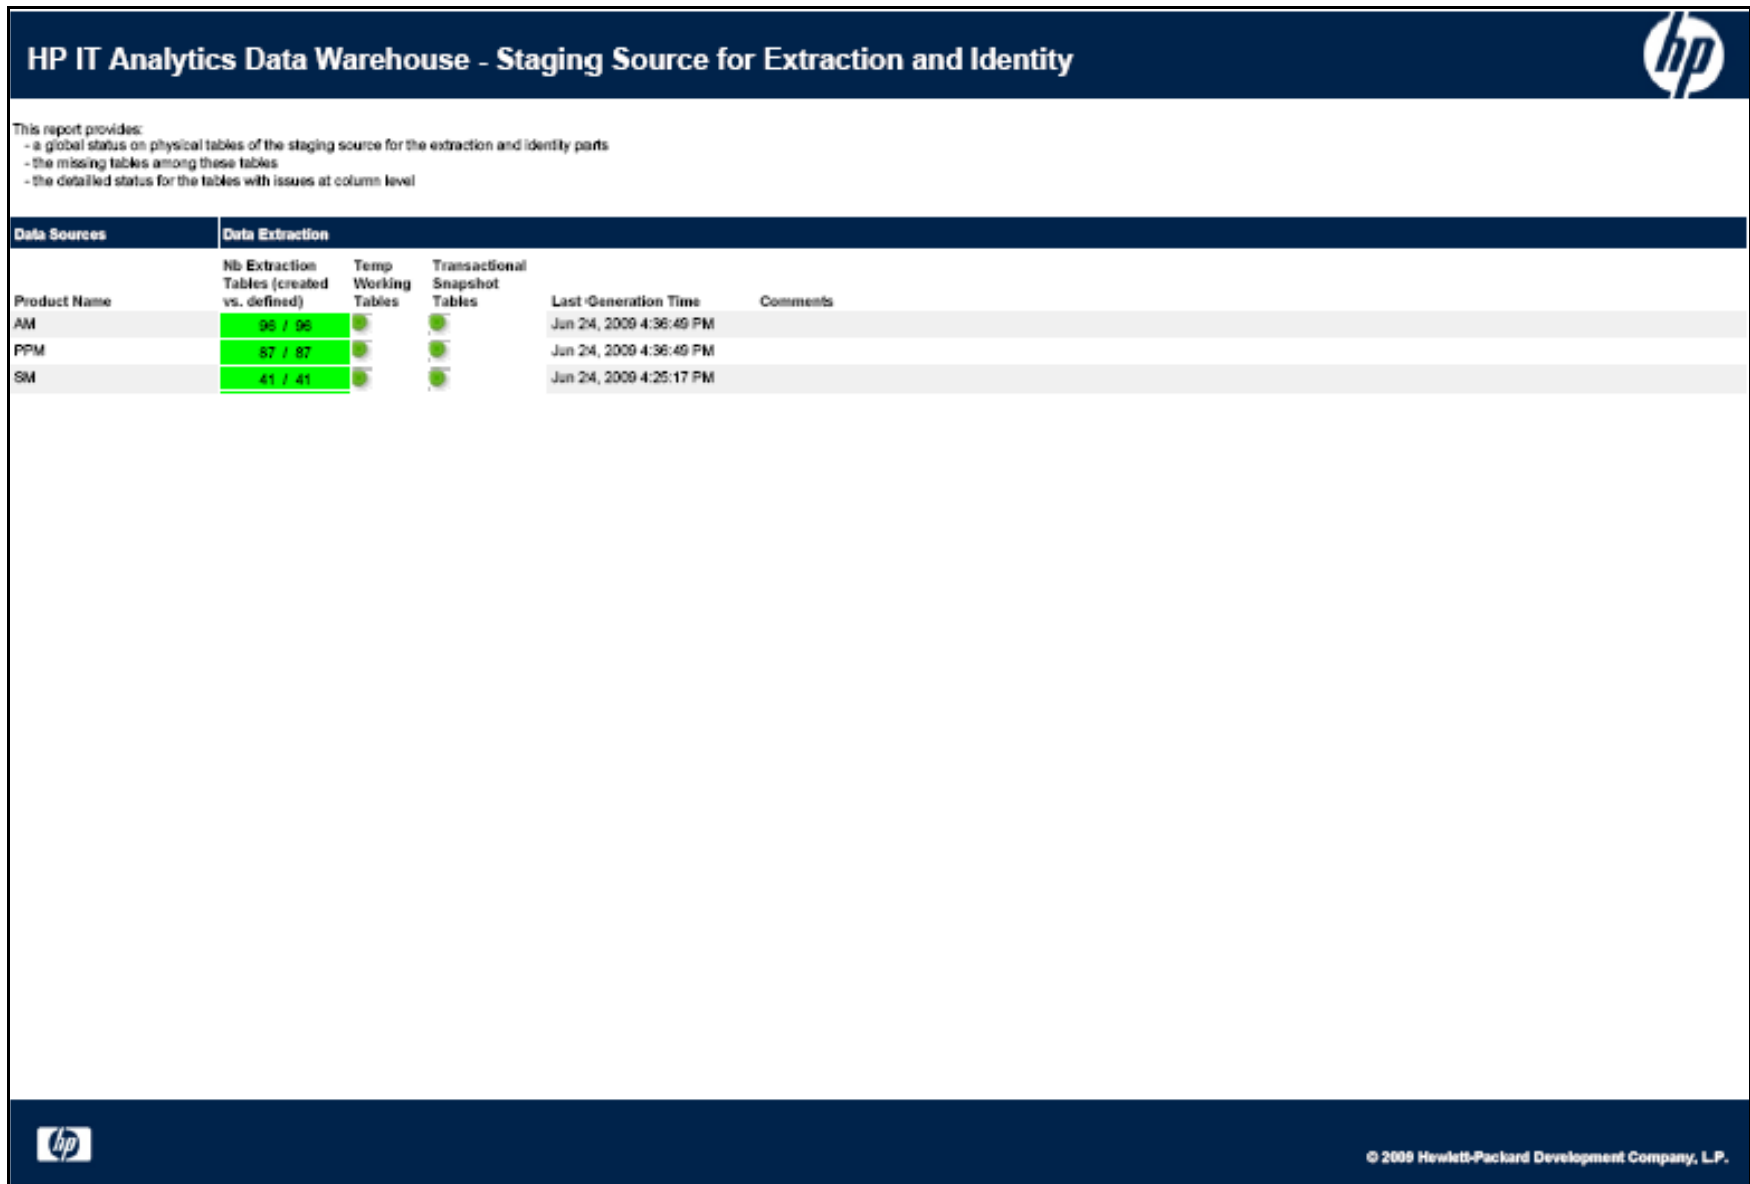 HP IT Analytics Data Warehouse - Staging Source for Extraction and Identity
hp
This report provides:
- a global status on physical tables of the staging source for the extraction and identity parts
- the missing tables among these tables
- the detailled status for the tables with issues at column level
Data Sources Data Extraction
Nb Extraction Temp Transactional
Tables (created Working Snapshot
Product Name vs. defined) Tables Tables Last Generation Time Comments
AM 96 / 96 Jun 24, 2009 4:36:49 PM
PPM 87 / 87 Jun 24, 2009 4:36:49 PM
SM 41 / 41 Jun 24, 2009 4:25:17 PM
hp
© 2009 Hewlett-Packard Development Company, L.P.